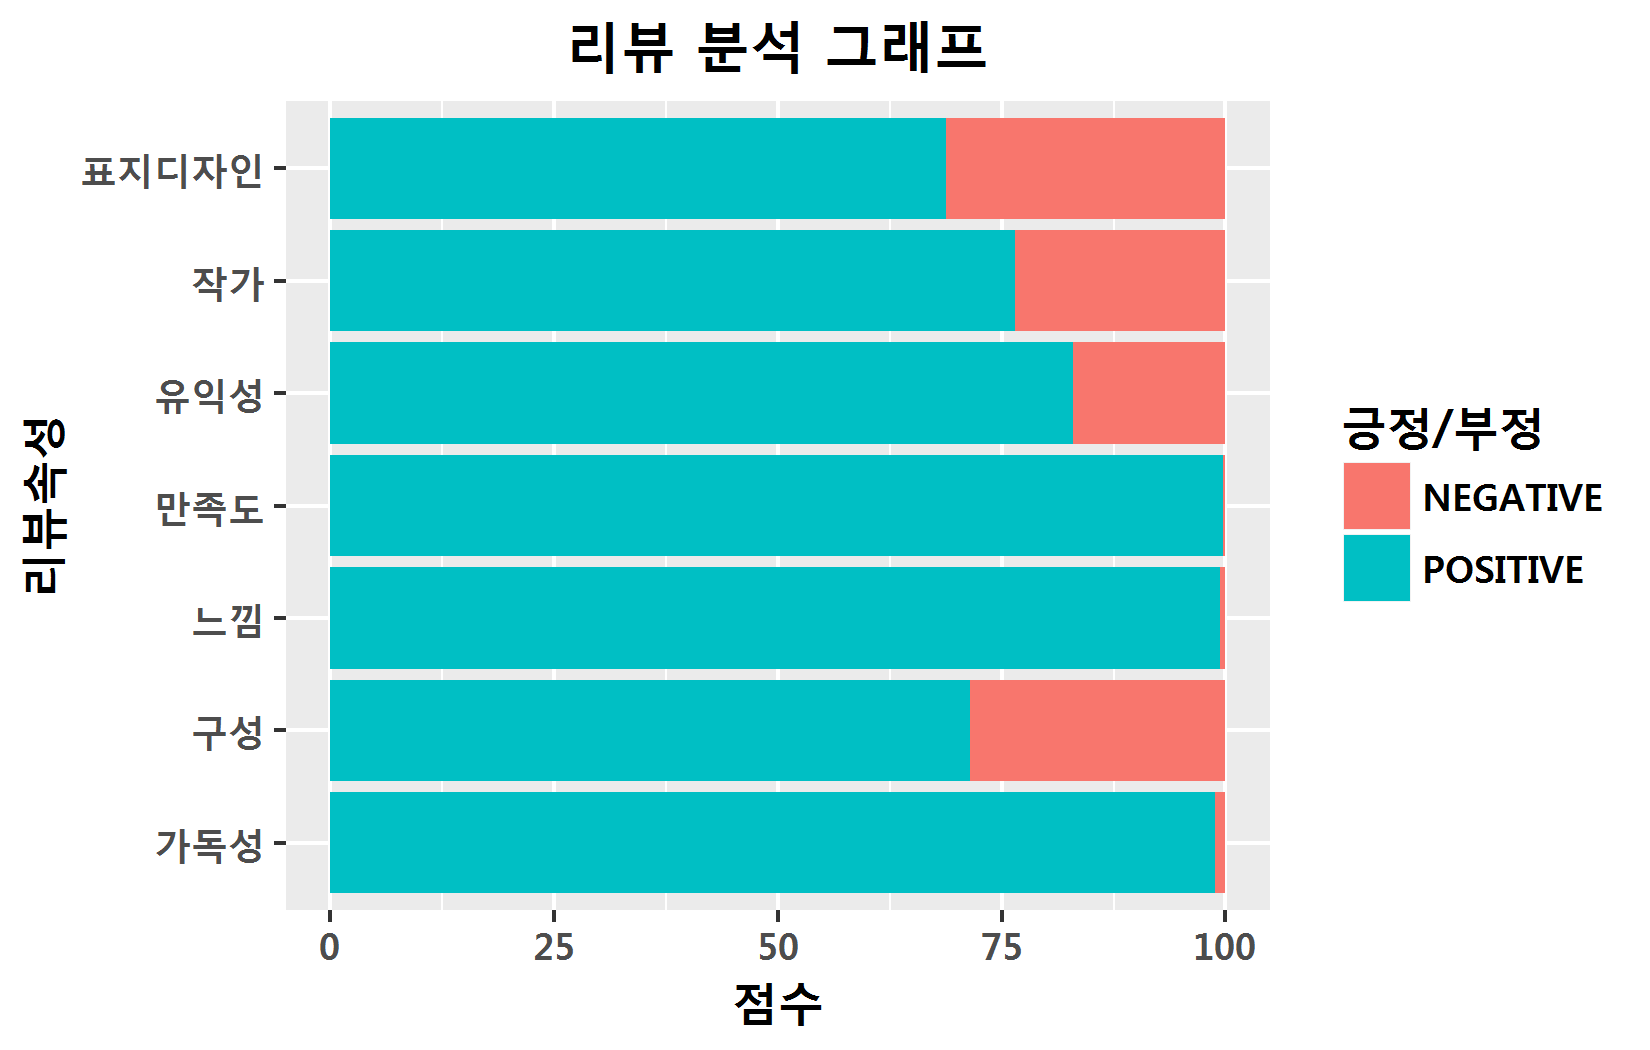 리뷰 분석 그래프
리뷰속성
표지디자인
작가
유익성
만족도
느낌
구성
가독성
0 25 50 75 100
점수
긍정/부정
NEGATIVE
POSITIVE